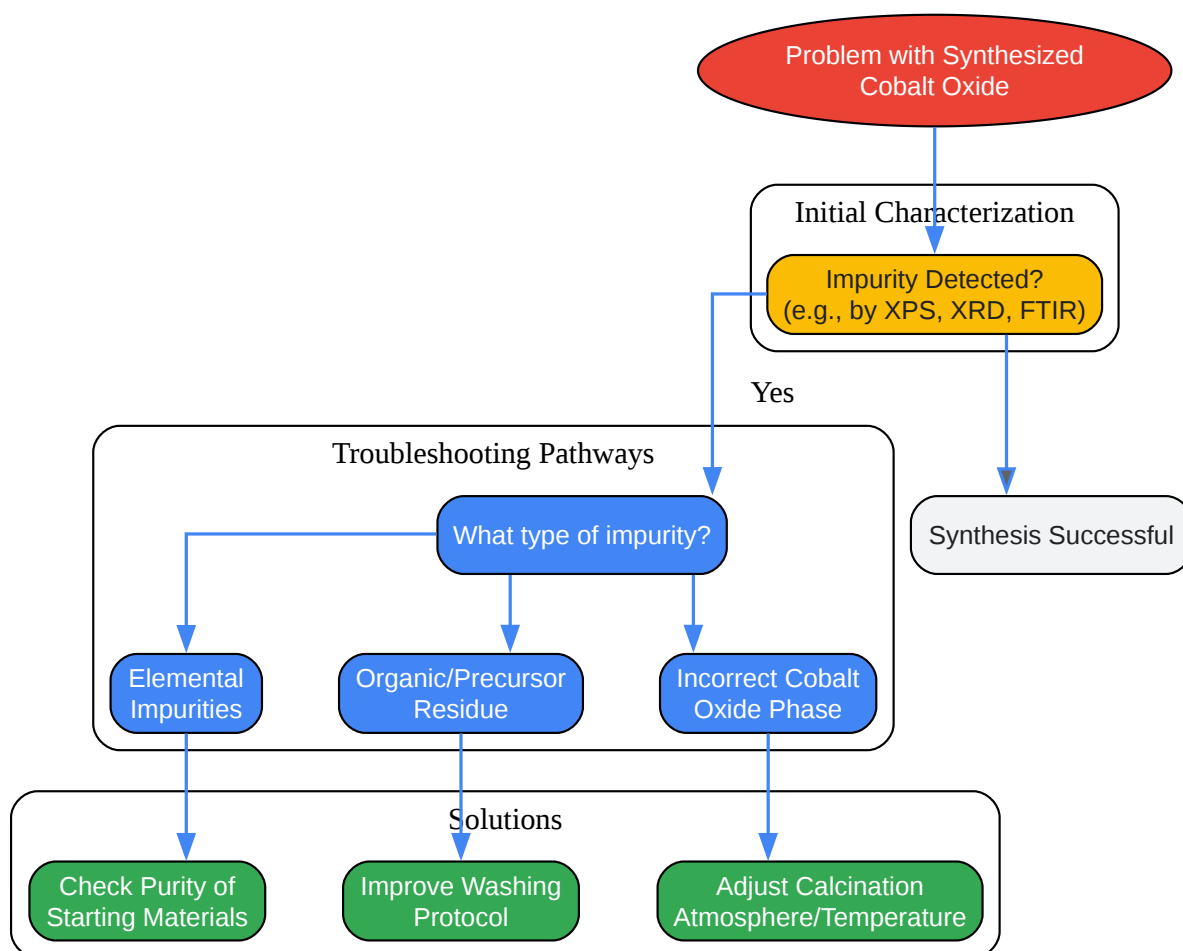 Problem with Synthesized
Cobalt Oxide
Initial Characterization
Impurity Detected?
(e.g., by XPS, XRD, FTIR)
Yes
Troubleshooting Pathways
What type of impurity?
Synthesis Successful
Elemental
Impurities
Organic/Precursor
Residue
Incorrect Cobalt
Oxide Phase
Solutions
Check Purity of
Starting Materials
Improve Washing
Protocol
Adjust Calcination
Atmosphere/Temperature